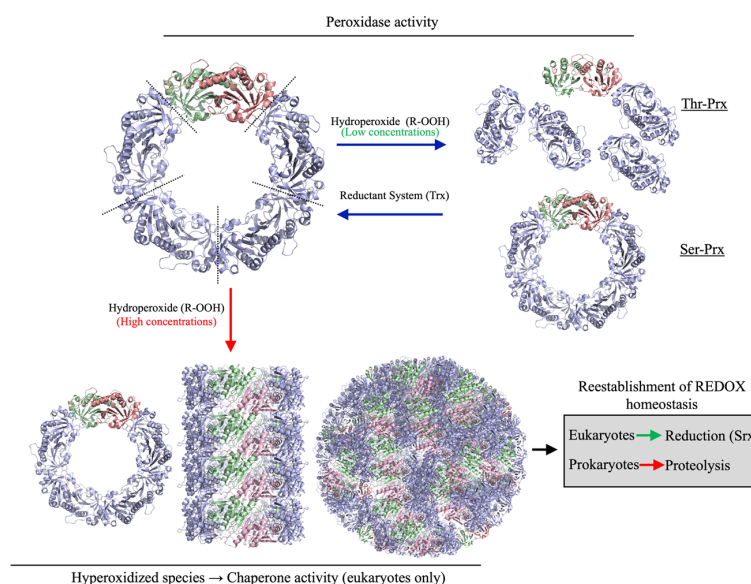 Peroxidase activity
Hydroperoxide (R-OOH)
(Low concentrations)
Thr-Prx
Reductant System (Trx)
Ser-Prx
Hydroperoxide (R-OOH)
(High concentrations)
Reestablishment of REDOX
homeostasis
Eukaryotes Reduction (Srx
Prokaryotes Proteolysis
Hyperoxidized species → Chaperone activity (eukaryotes only)